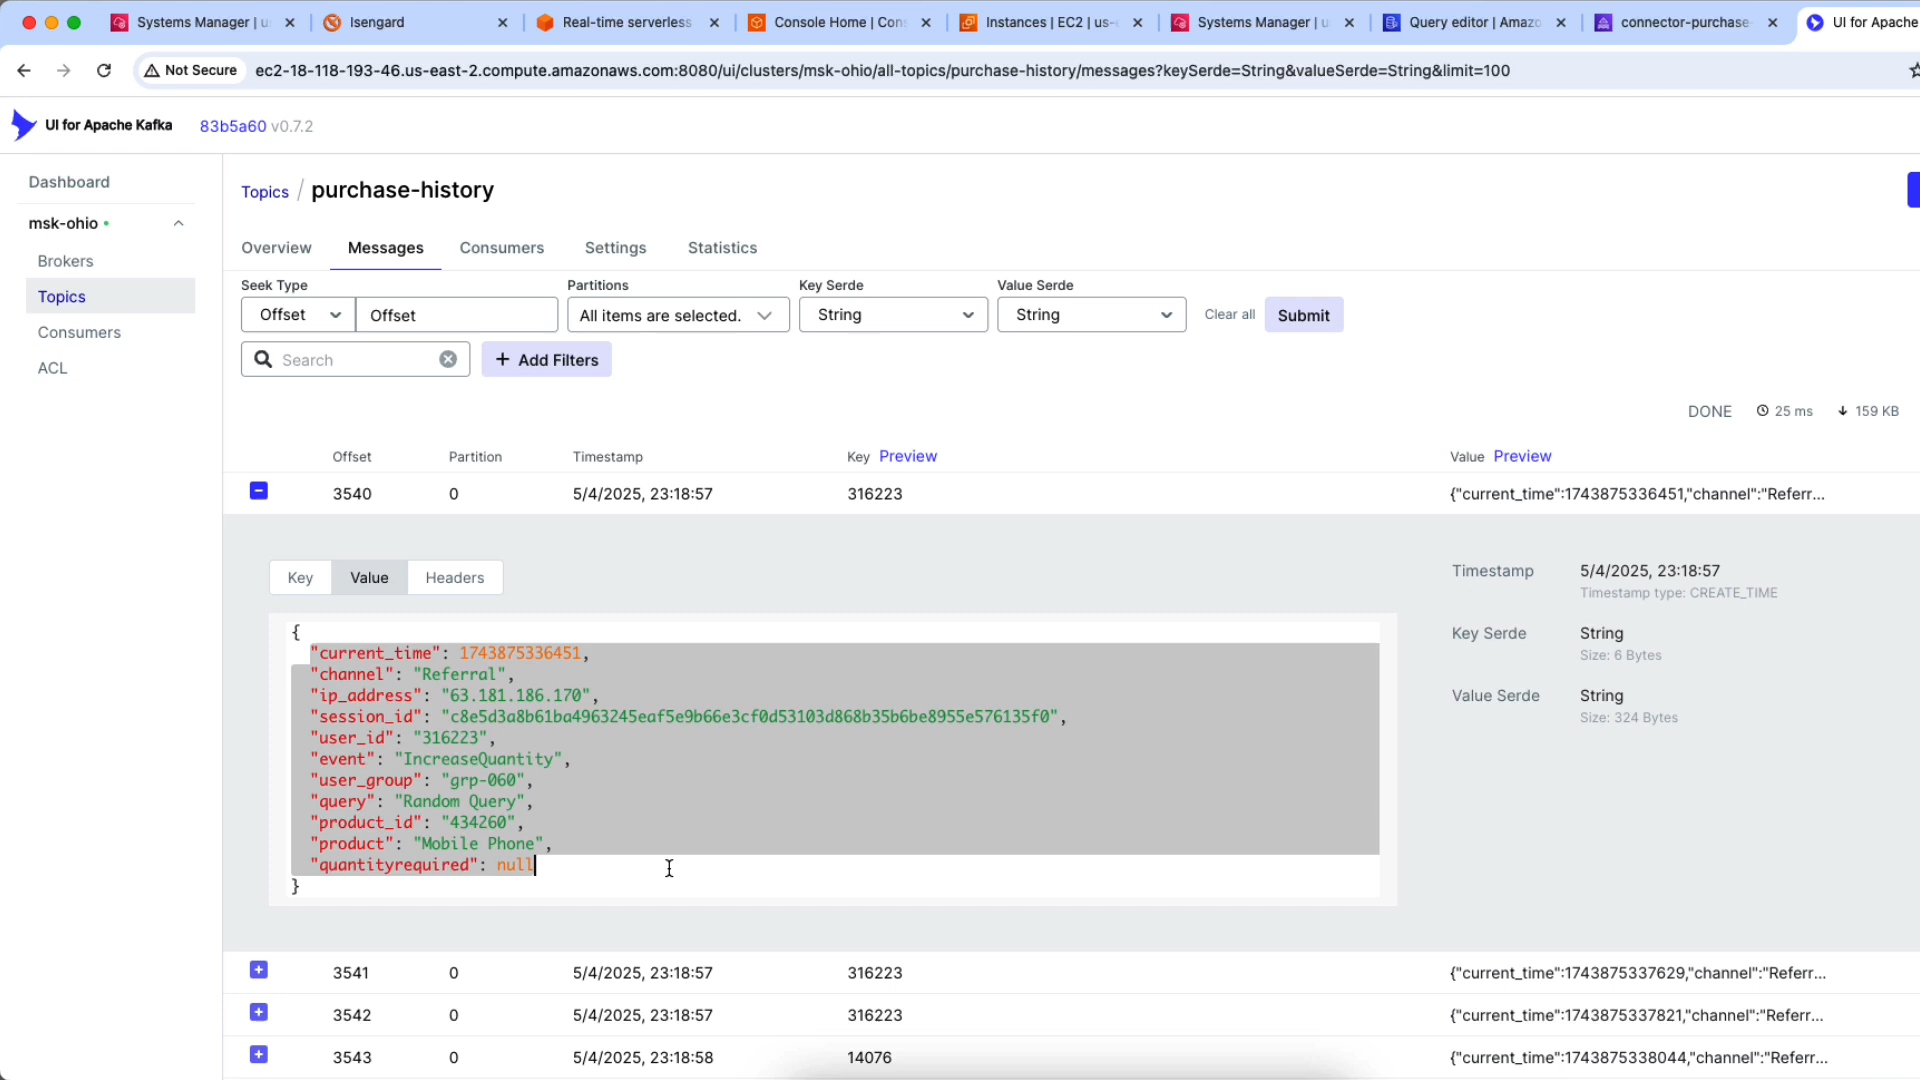 Systems Manager | u
Isengard
Real-time serverless
Console Home | Con
Instances | EC2 | us-
Systems Manager | u
Query editor | Amazo
connector-purchase-
UI for Apache
Not Secure
ec2-18-118-193-46.us-east-2.compute.amazonaws.com:8080/ui/clusters/msk-ohio/all-topics/purchase-history/messages?keySerde=String&valueSerde=String&limit=100
UI for Apache Kafka 83b5a60 v0.7.2
Dashboard
msk-ohio
Brokers
Topics
Consumers
ACL
Topics / purchase-history
Overview Messages Consumers Settings Statistics
Seek Type Partitions Key Serde Value Serde
Offset Offset All items are selected. String String Clear all Submit
Search + Add Filters
DONE 25 ms 159 KB
Offset Partition Timestamp Key Preview Value Preview
3540 0 5/4/2025, 23:18:57 316223 {"current_time":1743875336451,"channel":"Referr...
Key Value Headers
{
"current_time": 1743875336451,
"channel": "Referral",
"ip_address": "63.181.186.170",
"session_id": "c8e5d3a8b61ba4963245eaf5e9b66e3cf0d53103d868b35b6be8955e576135f0",
"user_id": "316223",
"event": "IncreaseQuantity",
"user_group": "grp-060",
"query": "Random Query",
"product_id": "434260",
"product": "Mobile Phone",
"quantityrequired": null
}
Timestamp 5/4/2025, 23:18:57
Timestamp type: CREATE_TIME
Key Serde String
Size: 6 Bytes
Value Serde String
Size: 324 Bytes
3541 0 5/4/2025, 23:18:57 316223 {"current_time":1743875337629,"channel":"Referr...
3542 0 5/4/2025, 23:18:57 316223 {"current_time":1743875337821,"channel":"Referr...
3543 0 5/4/2025, 23:18:58 14076 {"current_time":1743875338044,"channel":"Referr...